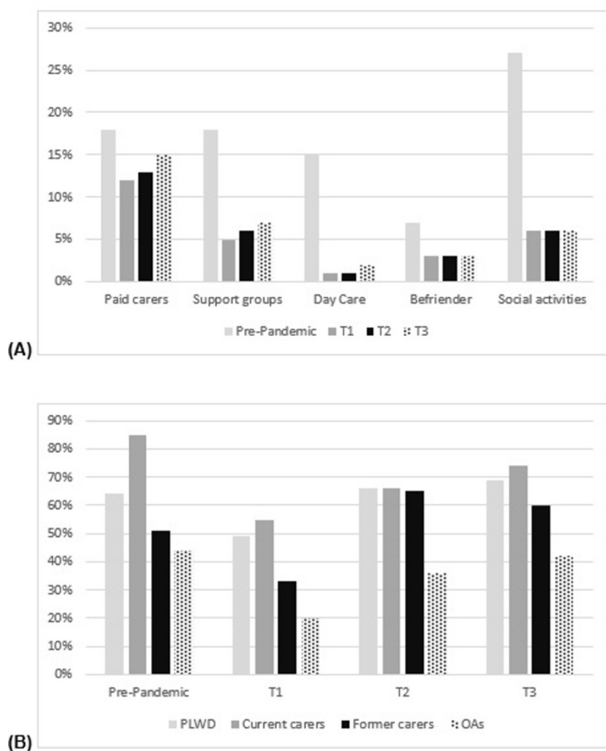 30%
25%
20%
15%
10%
5%
0%
Paid carers Support groups Day Care Befriender Social activities
Pre-Pandemic T1 T2 T3
(A)
90%
80%
70%
60%
50%
40%
30%
20%
10%
0%
Pre-Pandemic T1 T2 T3
PLWD Current carers Former carers OAs
(B)